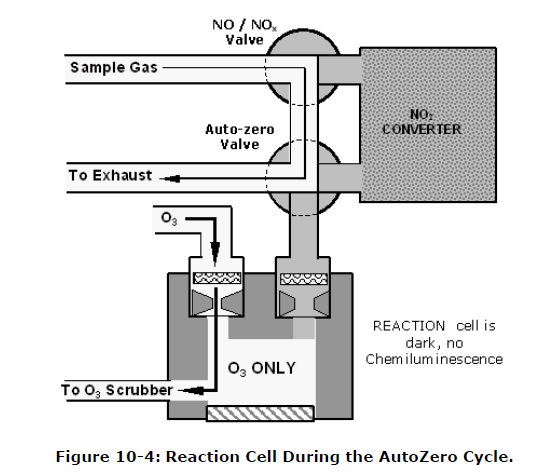 NO / NOx
Valve
Sample Gas
NO2
CONVERTER
Auto-zero
Valve
To Exhaust
O3
REACTION cell is
dark, no
Chemiluminescence
O3 ONLY
To O3 Scrubber
Figure 10-4: Reaction Cell During the AutoZero Cycle.